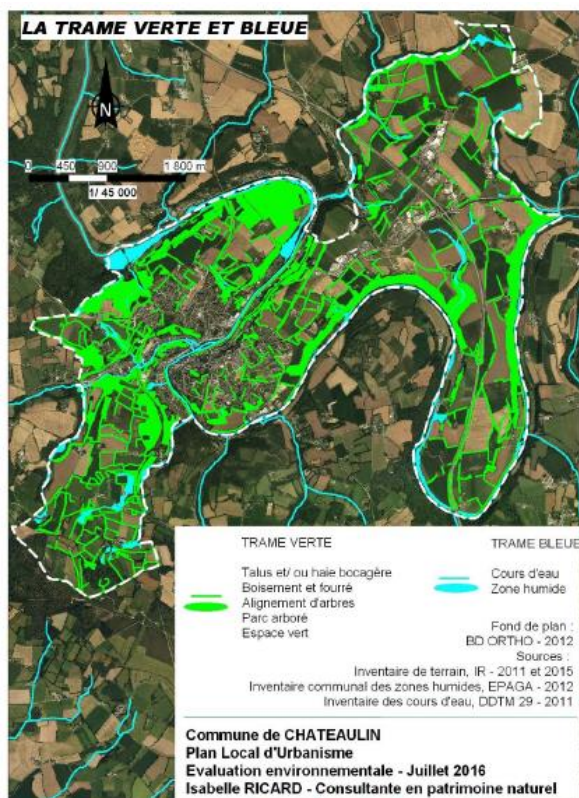 LA TRAME VERTE ET BLEUE
N
0 450 900 1 800 m
1/ 45 000
TRAME VERTE
Talus et/ ou haie bocagère
Boisement et fourré
Alignement d'arbres
Parc arboré
Espace vert
TRAME BLEUE
Cours d'eau
Zone humide
Fond de plan :
BD ORTHO - 2012
Sources :
Inventaire de terrain, IR - 2011 et 2015
Inventaire communal des zones humides, EPAGA - 2012
Inventaire des cours d'eau, DDTM 29 - 2011
Commune de CHATEAULIN
Plan Local d'Urbanisme
Evaluation environnementale - Juillet 2016
Isabelle RICARD - Consultante en patrimoine naturel